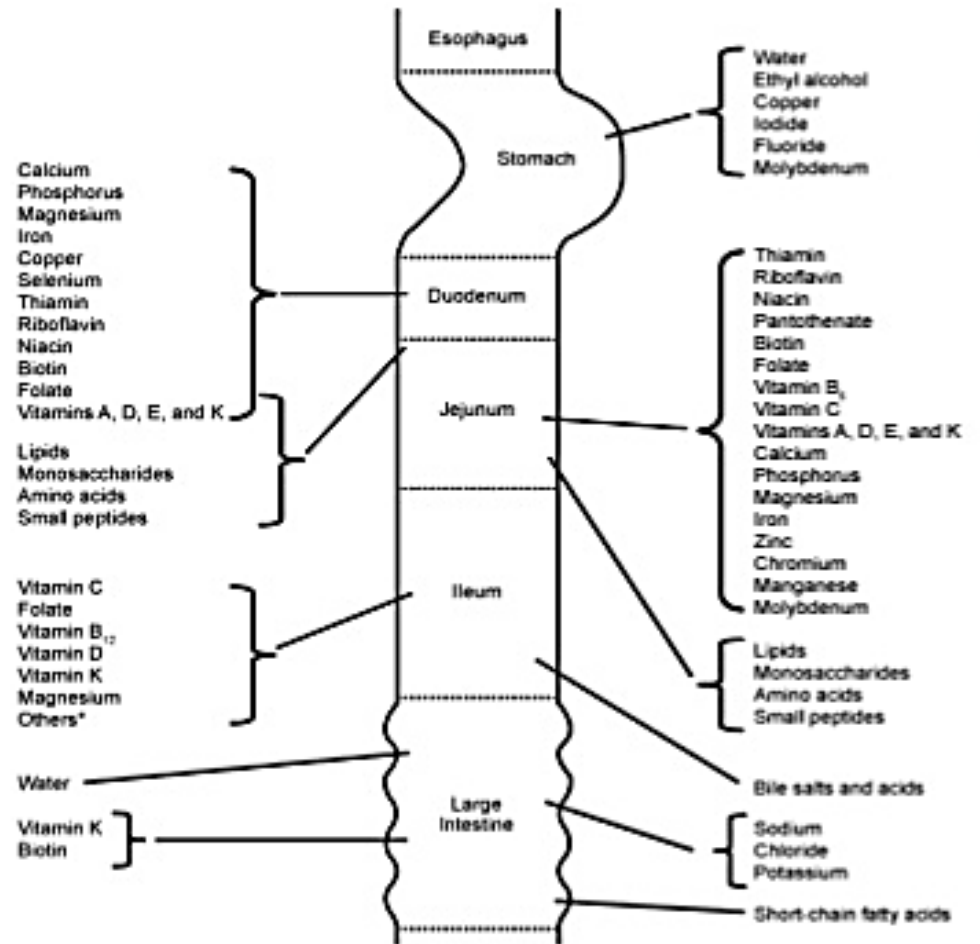 Esophagus
Stomach
Duodenum
Jejunum
Ileum
Large
Intestine
Calcium
Phosphorus
Magnesium
Iron
Copper
Selenium
Thiamin
Riboflavin
Niacin
Biotin
Folate
Vitamins A, D, E, and K
Lipids
Monosaccharides
Amino acids
Small peptides
Vitamin C
Folate
Vitamin B₁₂
Vitamin D
Vitamin K
Magnesium
Others*
Water
Vitamin K
Biotin
Water
Ethyl alcohol
Copper
Iodide
Fluoride
Molybdenum
Thiamin
Riboflavin
Niacin
Pantothenate
Biotin
Folate
Vitamin B₆
Vitamin C
Vitamins A, D, E, and K
Calcium
Phosphorus
Magnesium
Iron
Zinc
Chromium
Manganese
Molybdenum
Lipids
Monosaccharides
Amino acids
Small peptides
Bile salts and acids
Sodium
Chloride
Potassium
Short-chain fatty acids